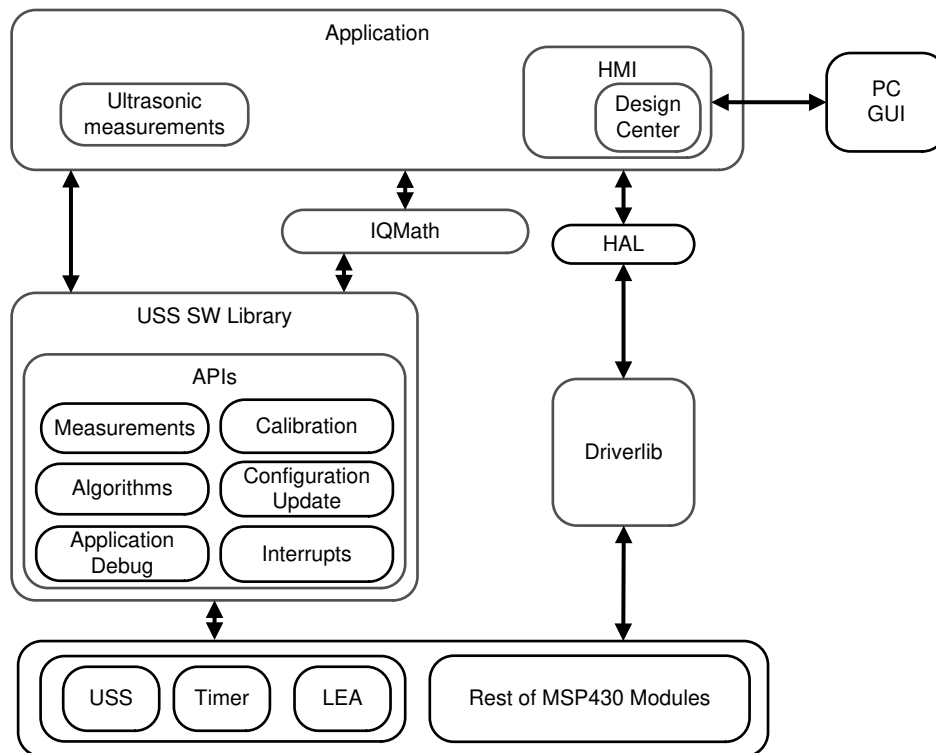 Application
HMI
Ultrasonic
measurements
Design
Center
PC
GUI
IQMath
HAL
USS SW Library
APIs
Measurements
Calibration
Algorithms
Configuration
Update
Application
Debug
Interrupts
Driverlib
USS
Timer
LEA
Rest of MSP430 Modules